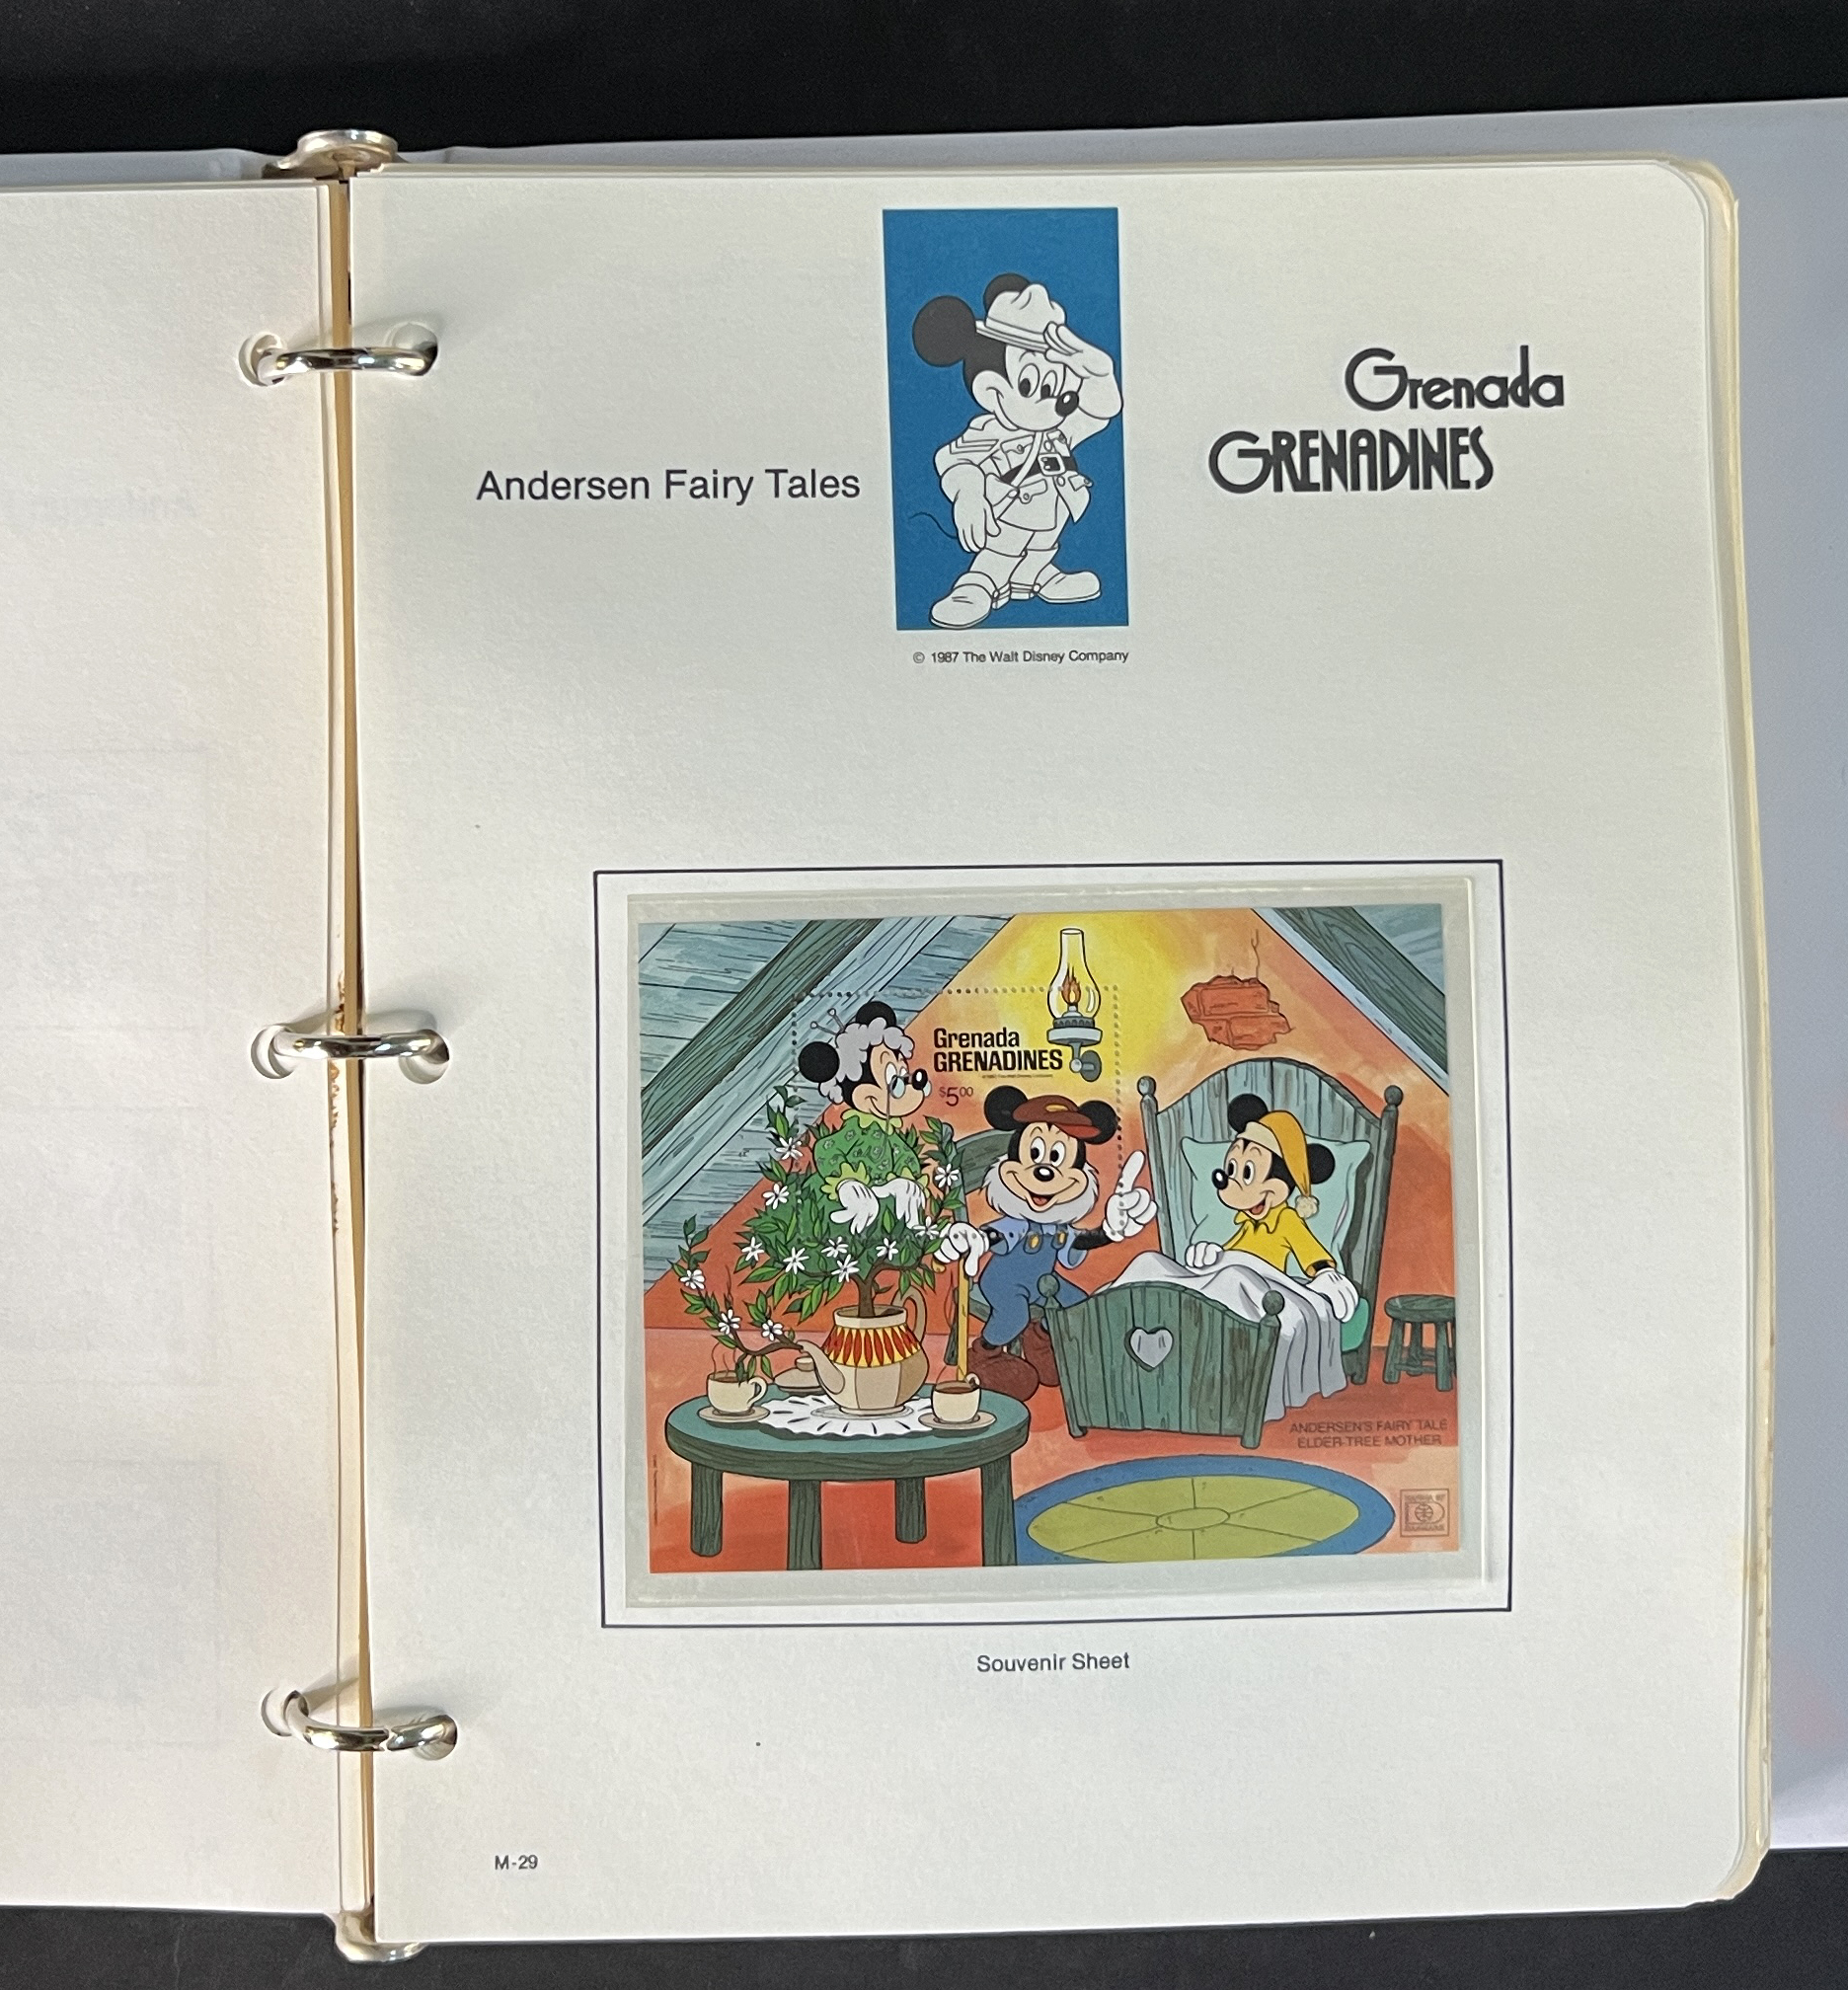 Grenada
GRENADINES
Andersen Fairy Tales
© 1987 The Walt Disney Company
Grenada
GRENADINES
$5.00
ANDERSEN'S FAIRY TALE
ELDER-TREE MOTHER
Souvenir Sheet
M-29